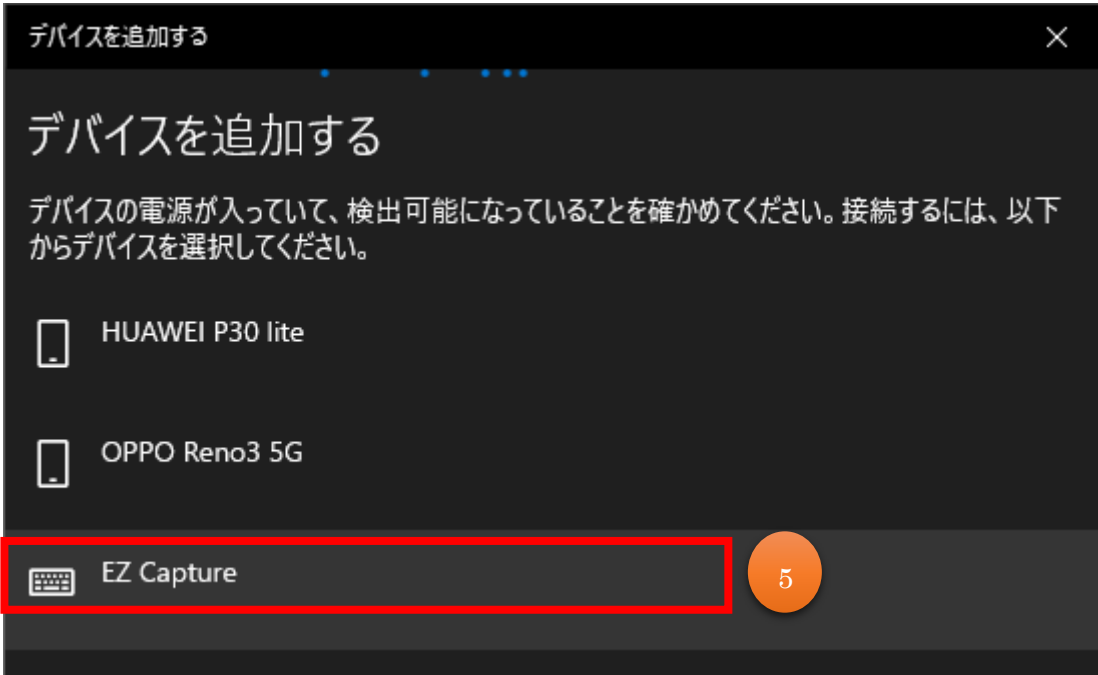 デバイスを追加する
デバイスを追加する
デバイスの電源が入っていて、検出可能になっていることを確かめてください。接続するには、以下
からデバイスを選択してください。
HUAWEI P30 lite
OPPO Reno3 5G
EZ Capture
5